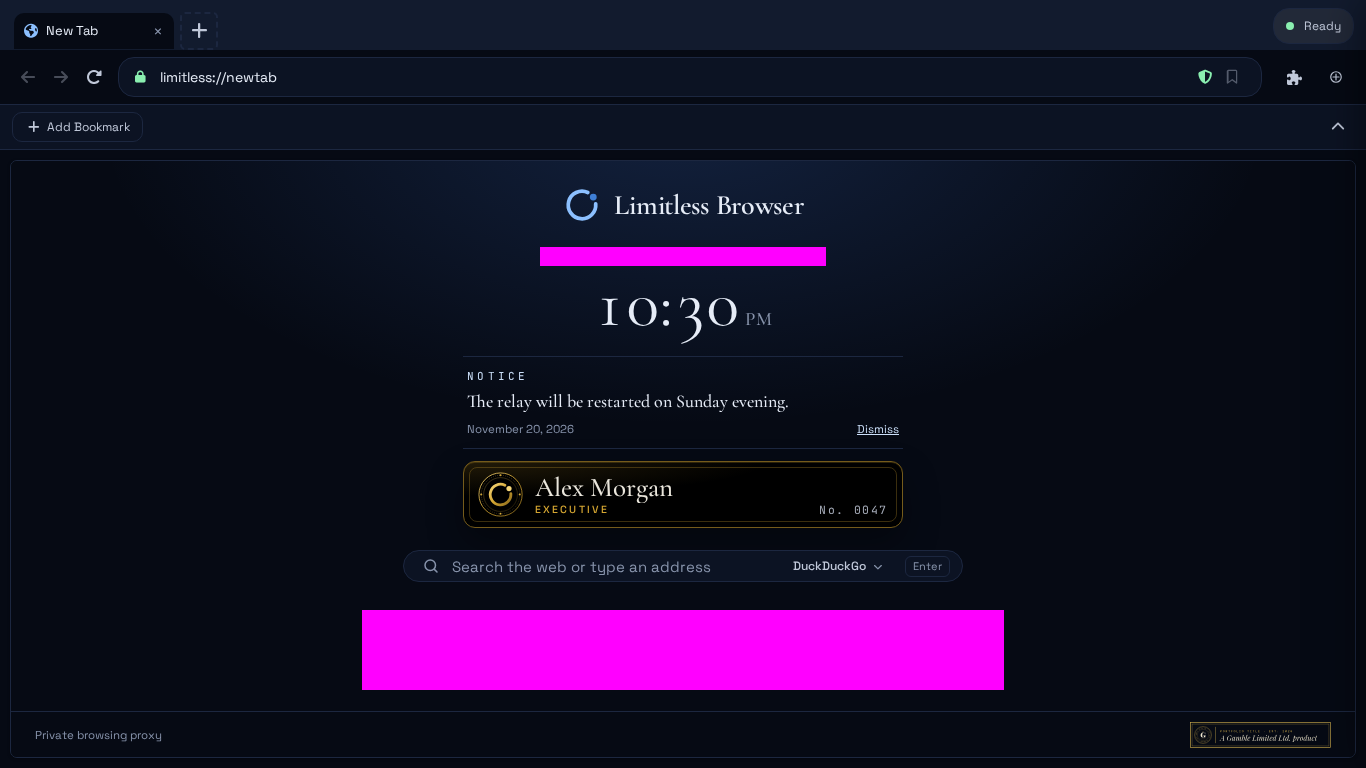 New Tab
Ready
limitless://newtab
Add Bookmark
Limitless Browser
10:30 PM
NOTICE
The relay will be restarted on Sunday evening.
November 20, 2026
Dismiss
Alex Morgan
EXECUTIVE
No. 0047
Search the web or type an address
DuckDuckGo
Enter
Private browsing proxy
G
A Gamble Limited Ltd. product